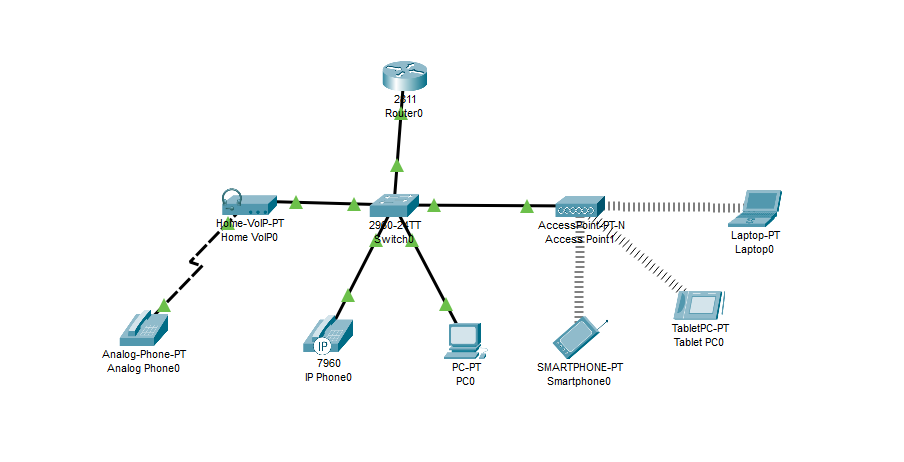 2811
Router0
Home-VoIP-PT
Home VoIP0
2960-24TT
Switch0
AccessPoint-PT-N
Access Point1
Laptop-PT
Laptop0
Analog-Phone-PT
Analog Phone0
IP
7960
IP Phone0
PC-PT
PC0
SMARTPHONE-PT
Smartphone0
TabletPC-PT
Tablet PC0